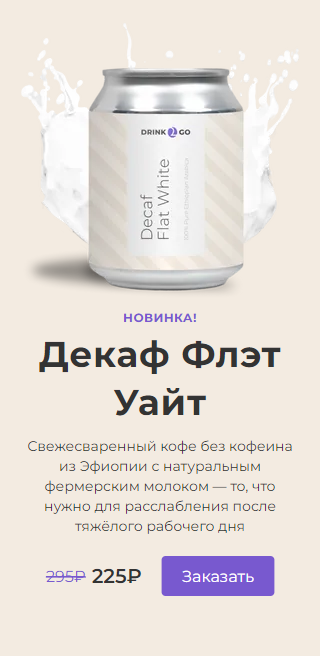 DRINK 2 GO
Decaf
Flat White
НОВИНКА!
Декаф Флэт
Уайт
Свежесваренный кофе без кофеина
из Эфиопии с натуральным
фермерским молоком — то, что
нужно для расслабления после
тяжёлого рабочего дня
295₽ 225₽ Заказать